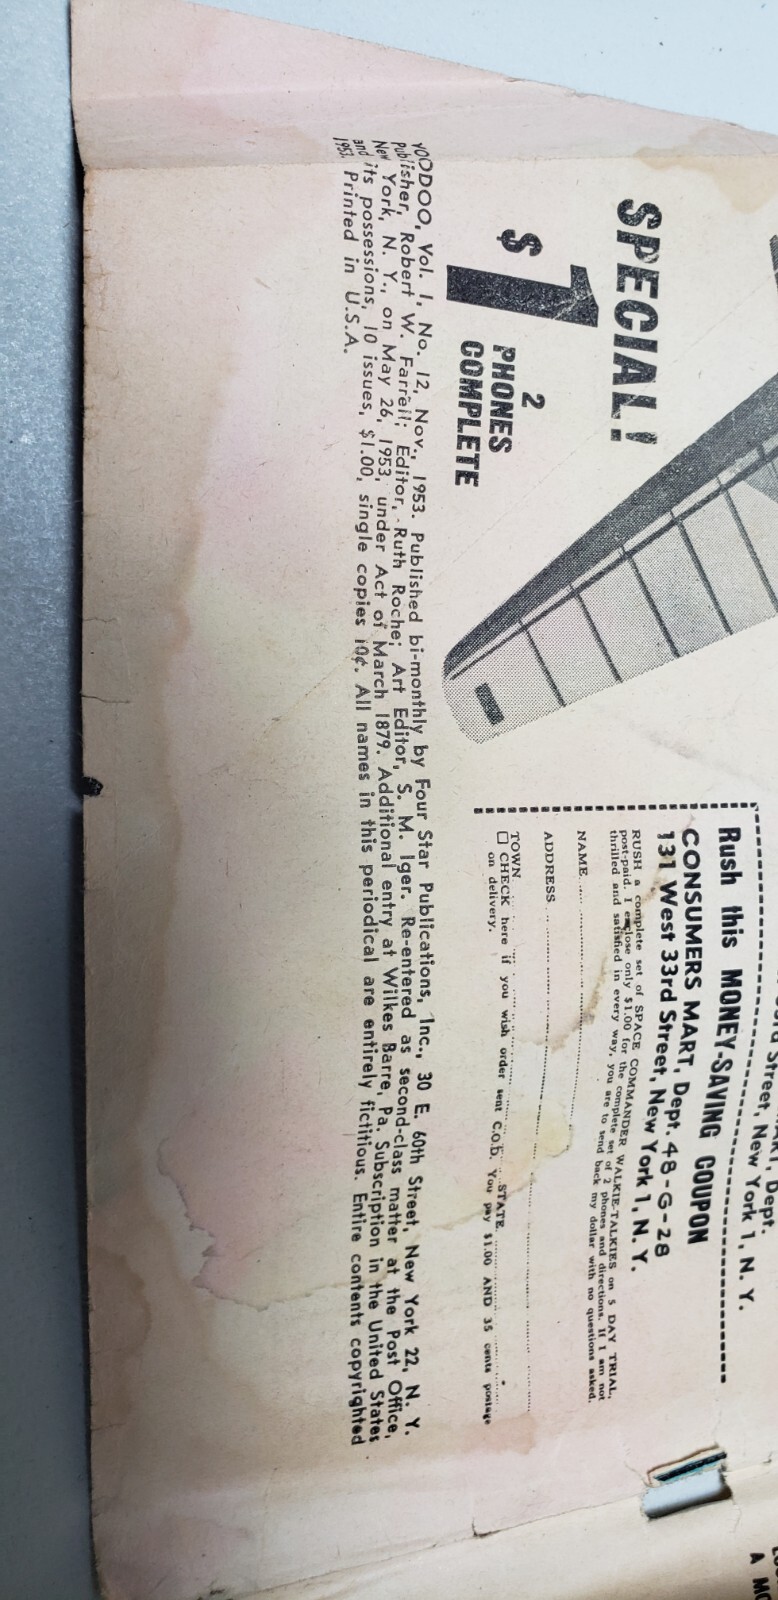 SPECIAL!
$1
2
PHONES
COMPLETE
Street, New York 1, N. Y.
Rush this MONEY-SAVING COUPON
CONSUMERS MART, Dept. 48-G-28
131 West 33rd Street, New York 1, N. Y.
RUSH a complete set of SPACE COMMANDER WALKIE-TALKIES on 5 DAY TRIAL,
post-paid. I enclose only $1.00 for the complete set of 2 phones and directions. If I am not
thrilled and satisfied in every way, you are to send back my dollar with no questions asked.
NAME
ADDRESS
TOWN STATE
☐ CHECK here if you wish order sent C.O.D. You pay $1.00 AND 35 cents postage
on delivery.
VOODOO, Vol. 1, No. 12, Nov., 1953. Published bi-monthly by Four Star Publications, Inc., 30 E. 60th Street, New York 22, N. Y.
Publisher, Robert W. Farrell; Editor, Ruth Roche; Art Editor, S. M. Iger. Re-entered as second-class matter at the Post Office,
New York, N. Y., on May 26, 1953, under Act of March 1879. Additional entry at Wilkes Barre, Pa. Subscription in the United States
and its possessions, 10 issues, $1.00, single copies 10¢. All names in this periodical are entirely fictitious. Entire contents copyrighted
1953. Printed in U.S.A.